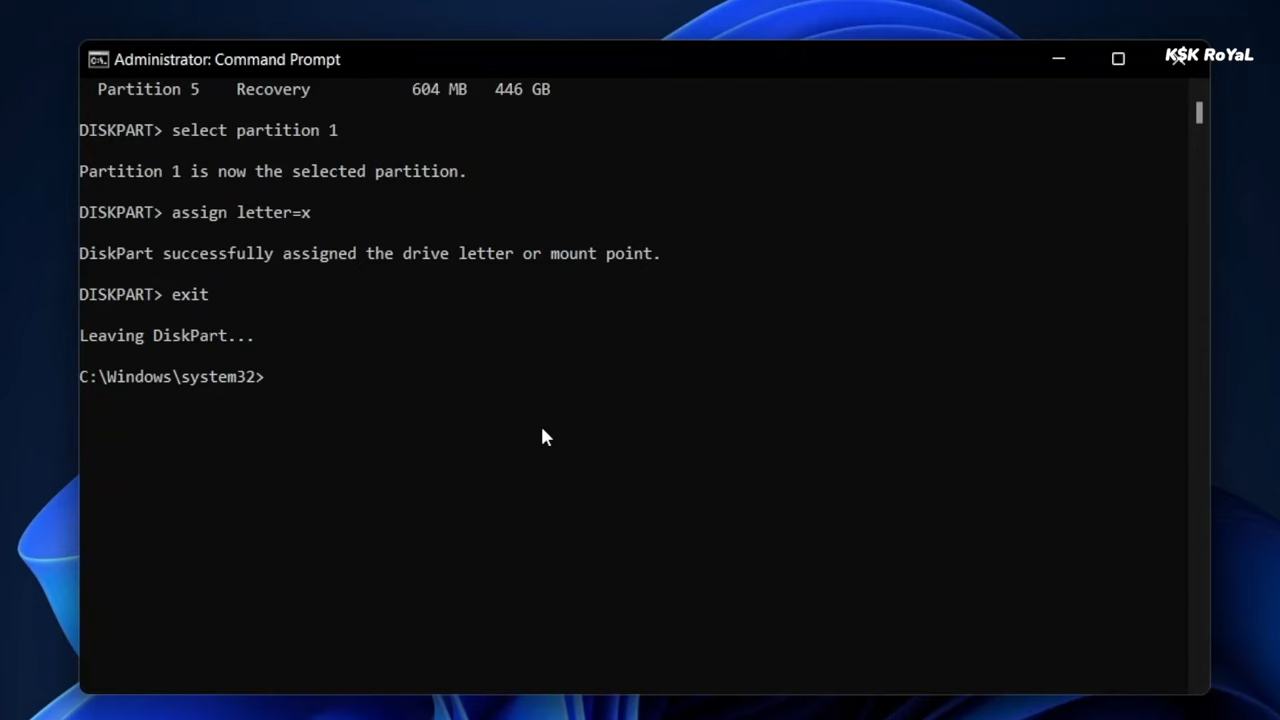 Administrator: Command Prompt
K$K RoYaL
Partition 5 Recovery 604 MB 446 GB
DISKPART> select partition 1
Partition 1 is now the selected partition.
DISKPART> assign letter=x
DiskPart successfully assigned the drive letter or mount point.
DISKPART> exit
Leaving DiskPart...
C:\Windows\system32>